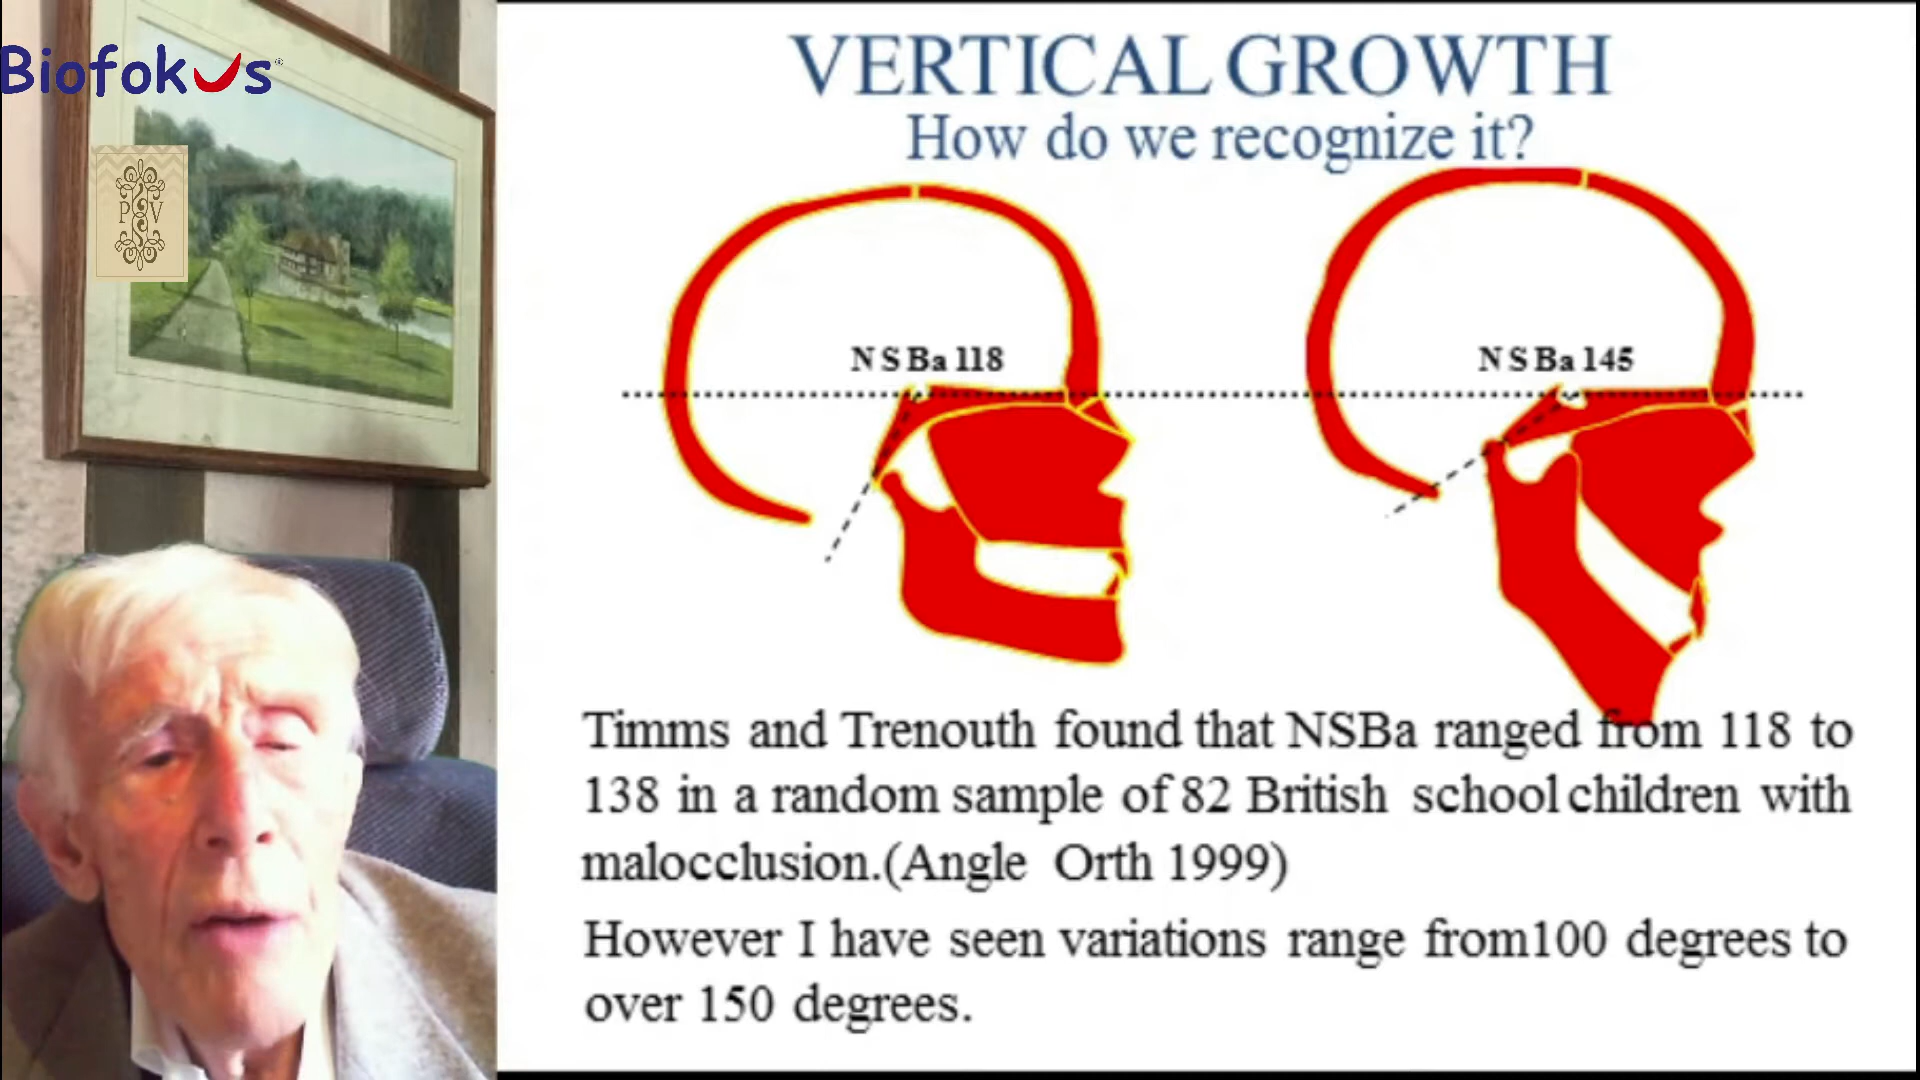 Biofokus®
P S V
VERTICAL GROWTH
How do we recognize it?
N S Ba 118
N S Ba 145
Timms and Trenouth found that NSBa ranged from 118 to
138 in a random sample of 82 British school children with
malocclusion.(Angle Orth 1999)
However I have seen variations range from100 degrees to
over 150 degrees.